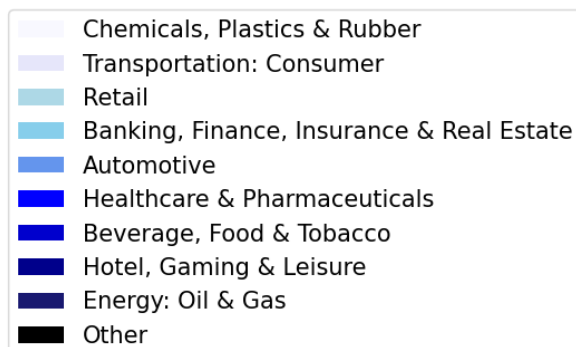 Chemicals, Plastics & Rubber
Transportation: Consumer
Retail
Banking, Finance, Insurance & Real Estate
Automotive
Healthcare & Pharmaceuticals
Beverage, Food & Tobacco
Hotel, Gaming & Leisure
Energy: Oil & Gas
Other